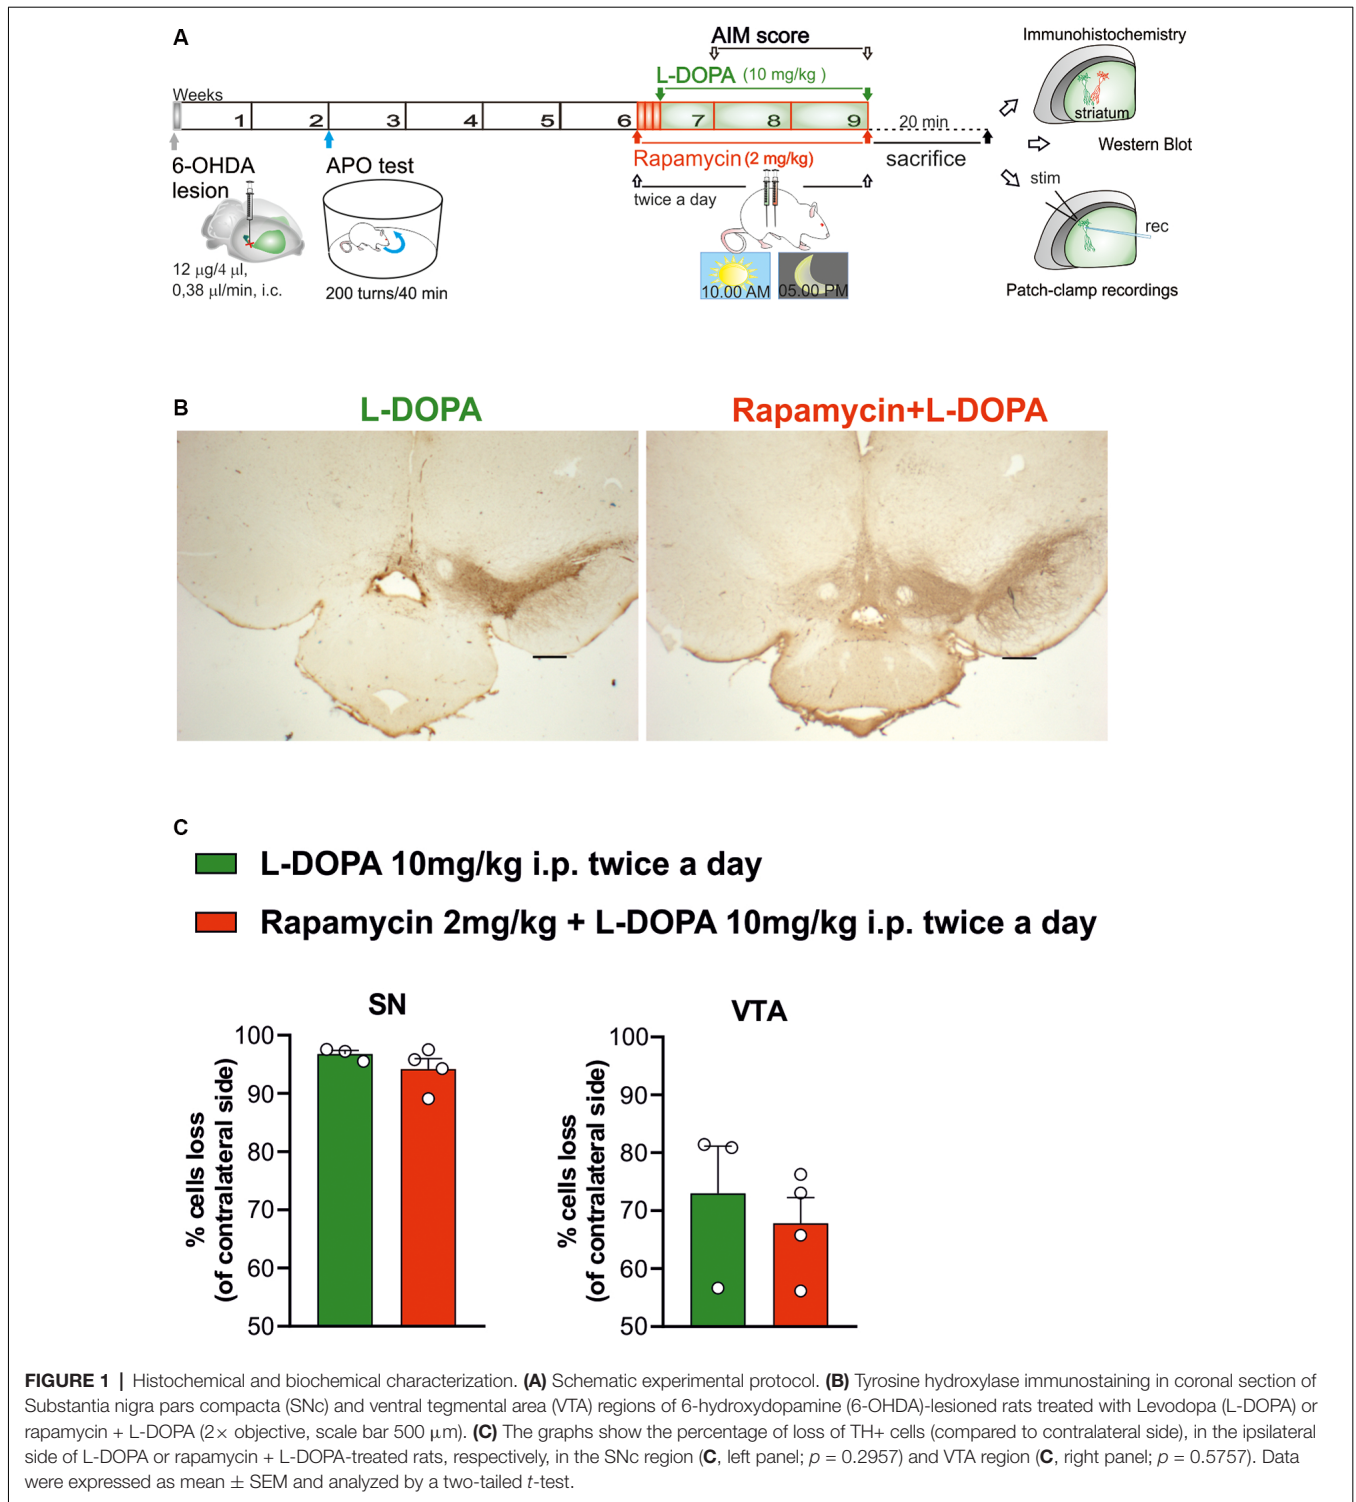 A
AIM score
L-DOPA (10 mg/kg )
Weeks
1 2 3 4 5 6 7 8 9
20 min
6-OHDA
lesion
APO test
Rapamycin (2 mg/kg)
sacrifice
twice a day
12 µg/4 µl,
0,38 µl/min, i.c.
200 turns/40 min
10.00 AM
05.00 PM
Immunohistochemistry
striatum
Western Blot
stim
rec
Patch-clamp recordings
B
L-DOPA
Rapamycin+L-DOPA
C
L-DOPA 10mg/kg i.p. twice a day
Rapamycin 2mg/kg + L-DOPA 10mg/kg i.p. twice a day
SN
% cells loss
(of contralateral side)
100
90
80
70
60
50
VTA
% cells loss
(of contralateral side)
100
90
80
70
60
50
FIGURE 1 | Histochemical and biochemical characterization. (A) Schematic experimental protocol. (B) Tyrosine hydroxylase immunostaining in coronal section of
Substantia nigra pars compacta (SNc) and ventral tegmental area (VTA) regions of 6-hydroxydopamine (6-OHDA)-lesioned rats treated with Levodopa (L-DOPA) or
rapamycin + L-DOPA (2× objective, scale bar 500 µm). (C) The graphs show the percentage of loss of TH+ cells (compared to contralateral side), in the ipsilateral
side of L-DOPA or rapamycin + L-DOPA-treated rats, respectively, in the SNc region (C, left panel; p = 0.2957) and VTA region (C, right panel; p = 0.5757). Data
were expressed as mean ± SEM and analyzed by a two-tailed t-test.